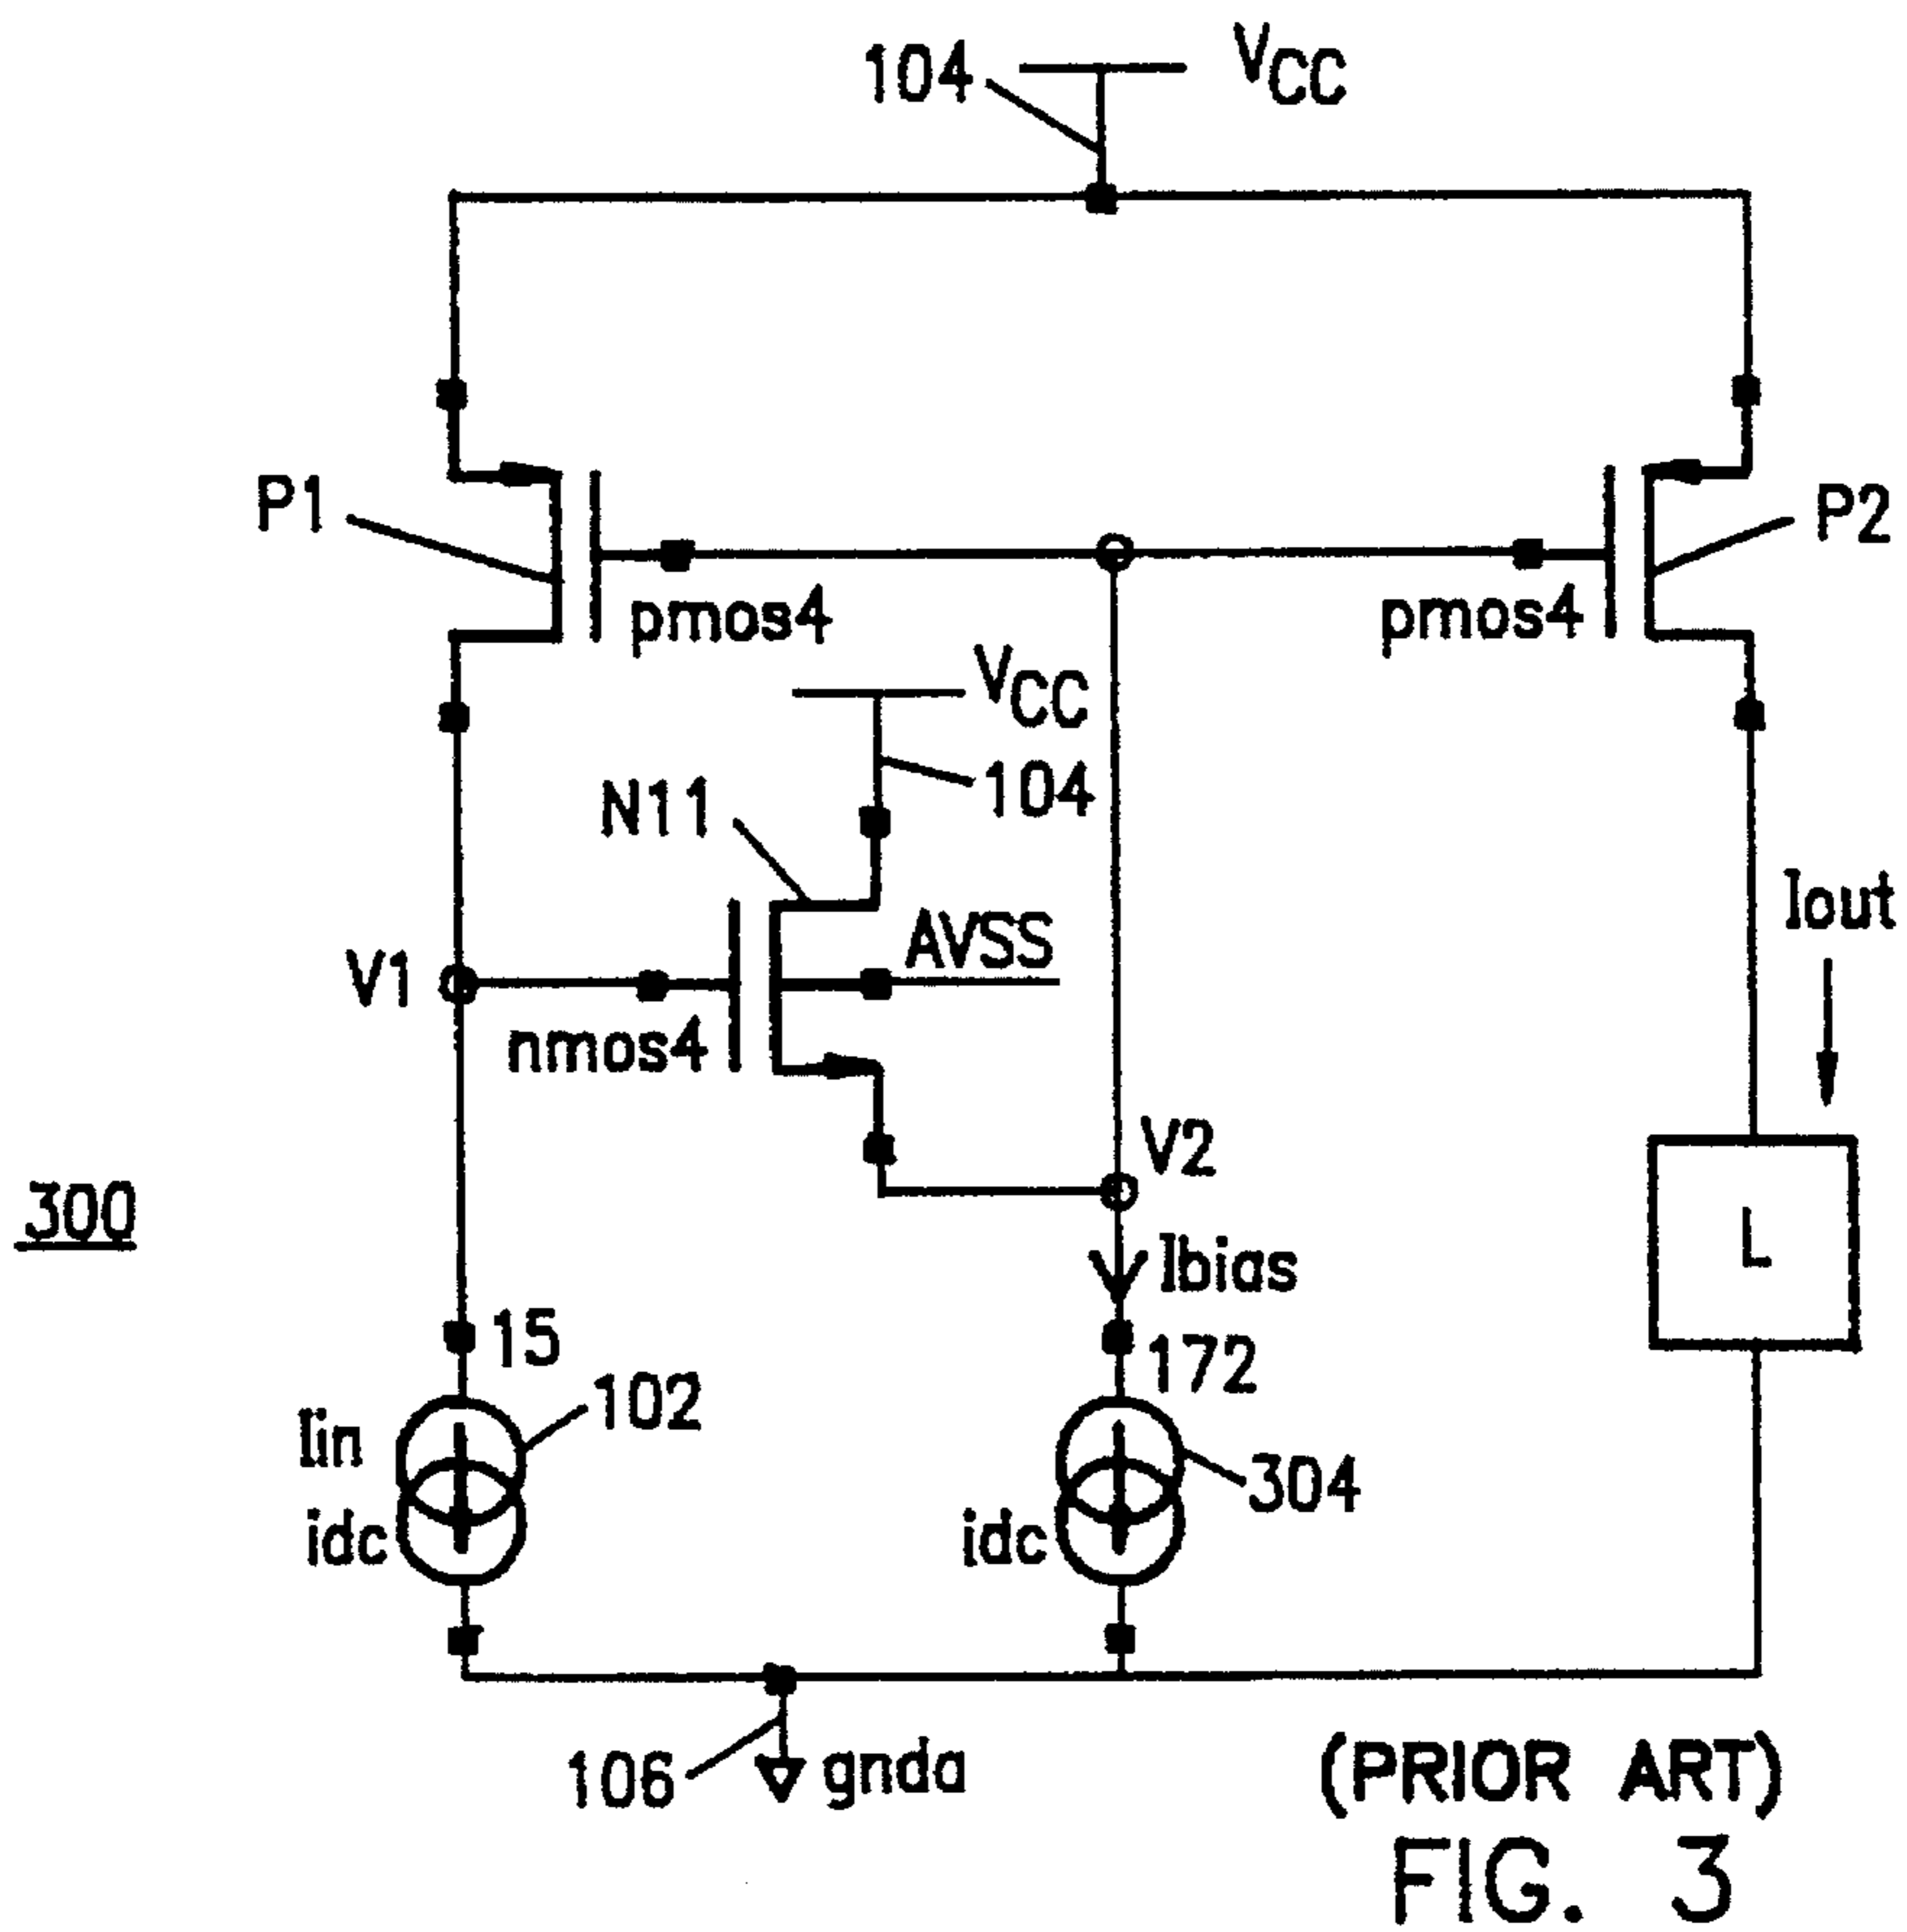 104
VCC
P1
P2
pmos4
pmos4
VCC
104
N11
Iout
AVSS
V1
nmos4
V2
300
L
Ibias
15
172
102
Iin
304
idc
idc
106
gnda
(PRIOR ART)
FIG. 3